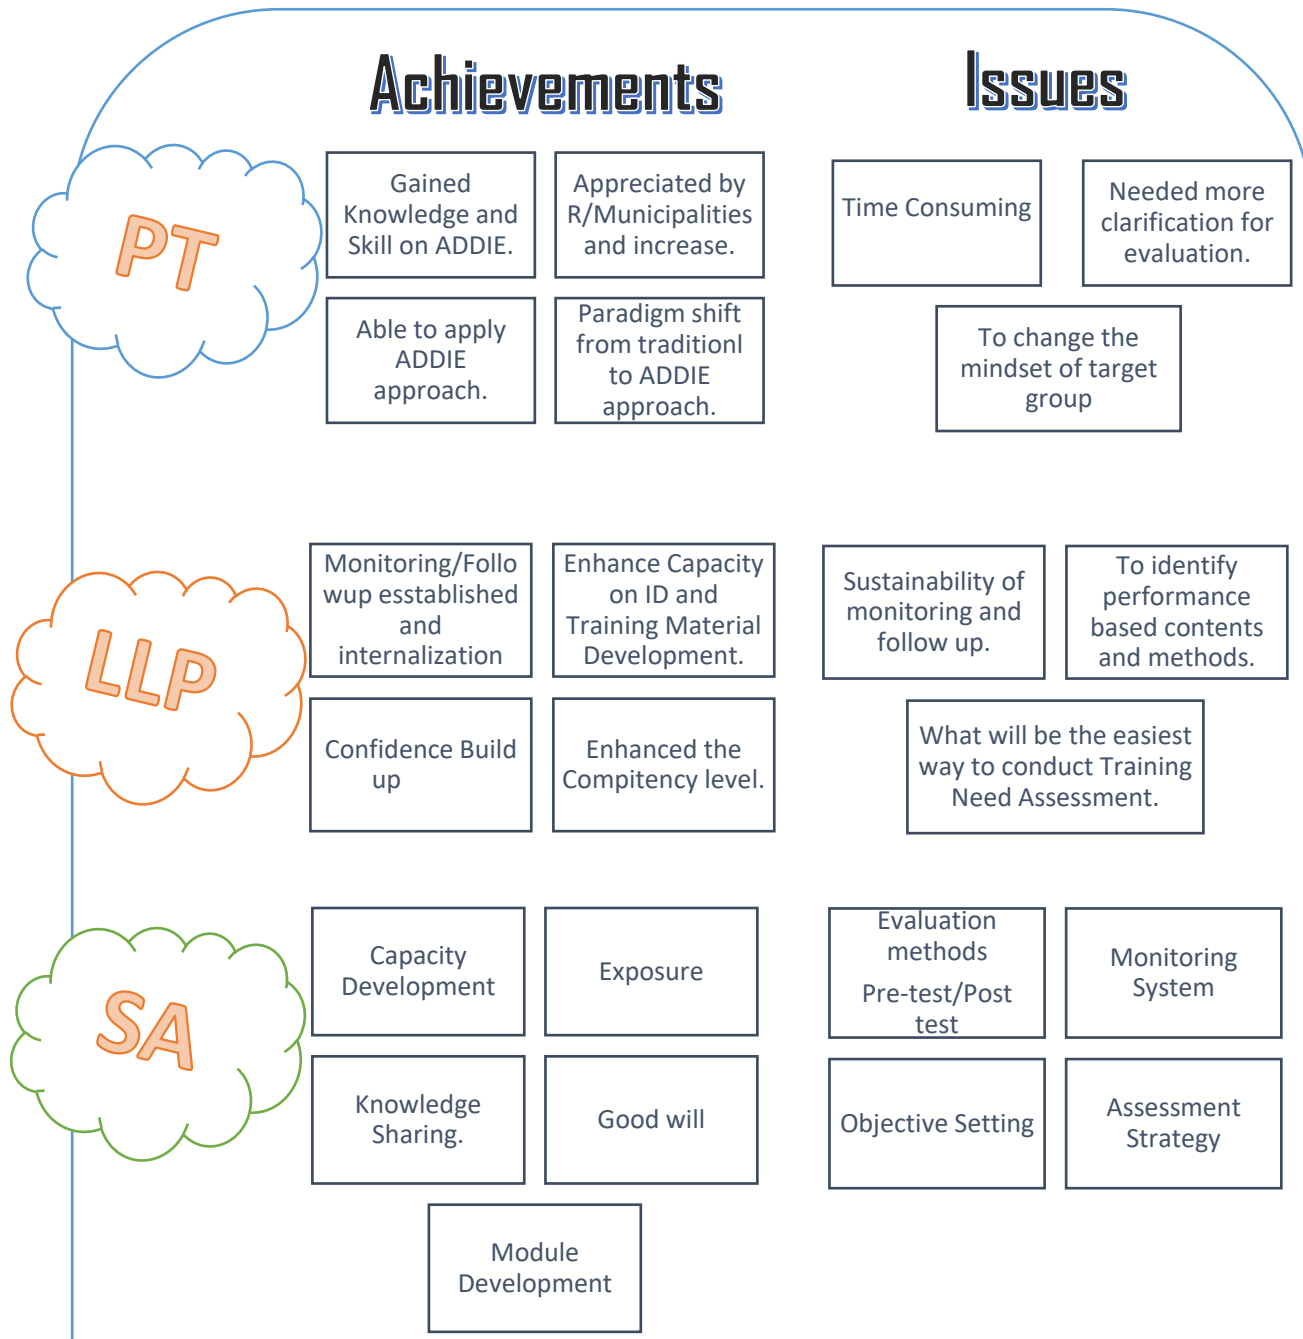 Achievements
Issues
PT
Gained
Knowledge and
Skill on ADDIE.
Appreciated by
R/Municipalities
and increase.
Time Consuming
Needed more
clarification for
evaluation.
Able to apply
ADDIE
approach.
Paradigm shift
from traditionl
to ADDIE
approach.
To change the
mindset of target
group
LLP
Monitoring/Follo
wup esstablished
and
internalization
Enhance Capacity
on ID and
Training Material
Development.
Sustainability of
monitoring and
follow up.
To identify
performance
based contents
and methods.
Confidence Build
up
Enhanced the
Compitency level.
What will be the easiest
way to conduct Training
Need Assessment.
SA
Capacity
Development
Exposure
Evaluation
methods
Pre-test/Post
test
Monitoring
System
Knowledge
Sharing.
Good will
Objective Setting
Assessment
Strategy
Module
Development